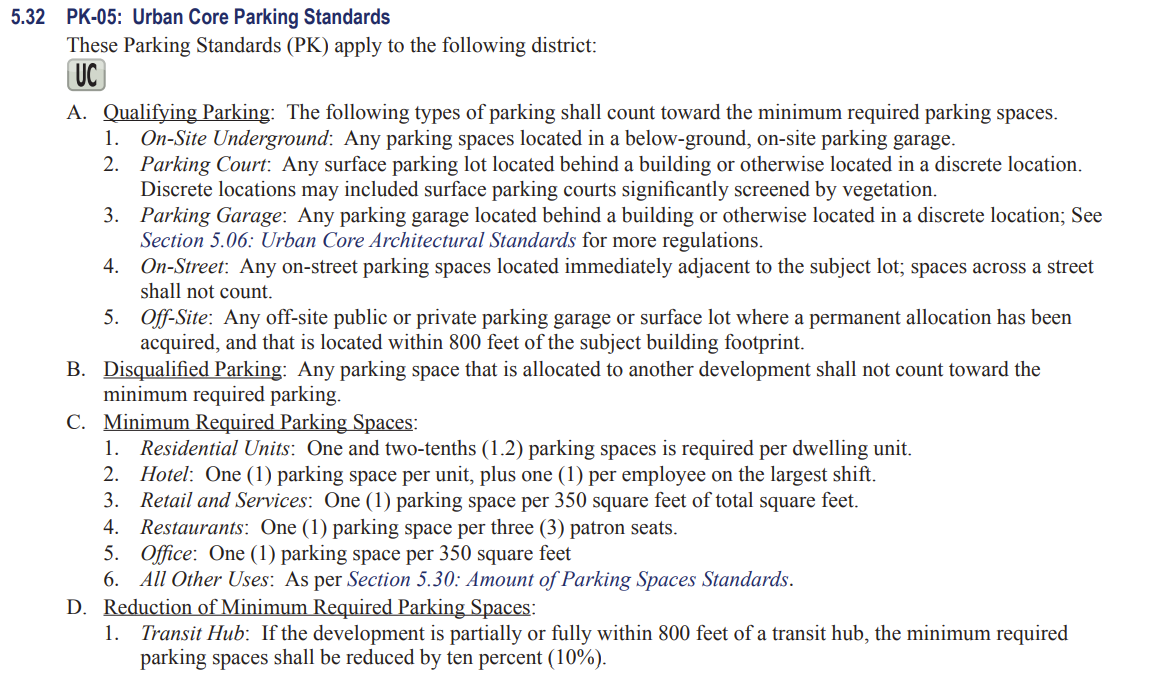 5.32 PK-05: Urban Core Parking Standards
These Parking Standards (PK) apply to the following district:
UC
A. Qualifying Parking: The following types of parking shall count toward the minimum required parking spaces.
1. On-Site Underground: Any parking spaces located in a below-ground, on-site parking garage.
2. Parking Court: Any surface parking lot located behind a building or otherwise located in a discrete location.
Discrete locations may included surface parking courts significantly screened by vegetation.
3. Parking Garage: Any parking garage located behind a building or otherwise located in a discrete location; See
Section 5.06: Urban Core Architectural Standards for more regulations.
4. On-Street: Any on-street parking spaces located immediately adjacent to the subject lot; spaces across a street
shall not count.
5. Off-Site: Any off-site public or private parking garage or surface lot where a permanent allocation has been
acquired, and that is located within 800 feet of the subject building footprint.
B. Disqualified Parking: Any parking space that is allocated to another development shall not count toward the
minimum required parking.
C. Minimum Required Parking Spaces:
1. Residential Units: One and two-tenths (1.2) parking spaces is required per dwelling unit.
2. Hotel: One (1) parking space per unit, plus one (1) per employee on the largest shift.
3. Retail and Services: One (1) parking space per 350 square feet of total square feet.
4. Restaurants: One (1) parking space per three (3) patron seats.
5. Office: One (1) parking space per 350 square feet
6. All Other Uses: As per Section 5.30: Amount of Parking Spaces Standards.
D. Reduction of Minimum Required Parking Spaces:
1. Transit Hub: If the development is partially or fully within 800 feet of a transit hub, the minimum required
parking spaces shall be reduced by ten percent (10%).